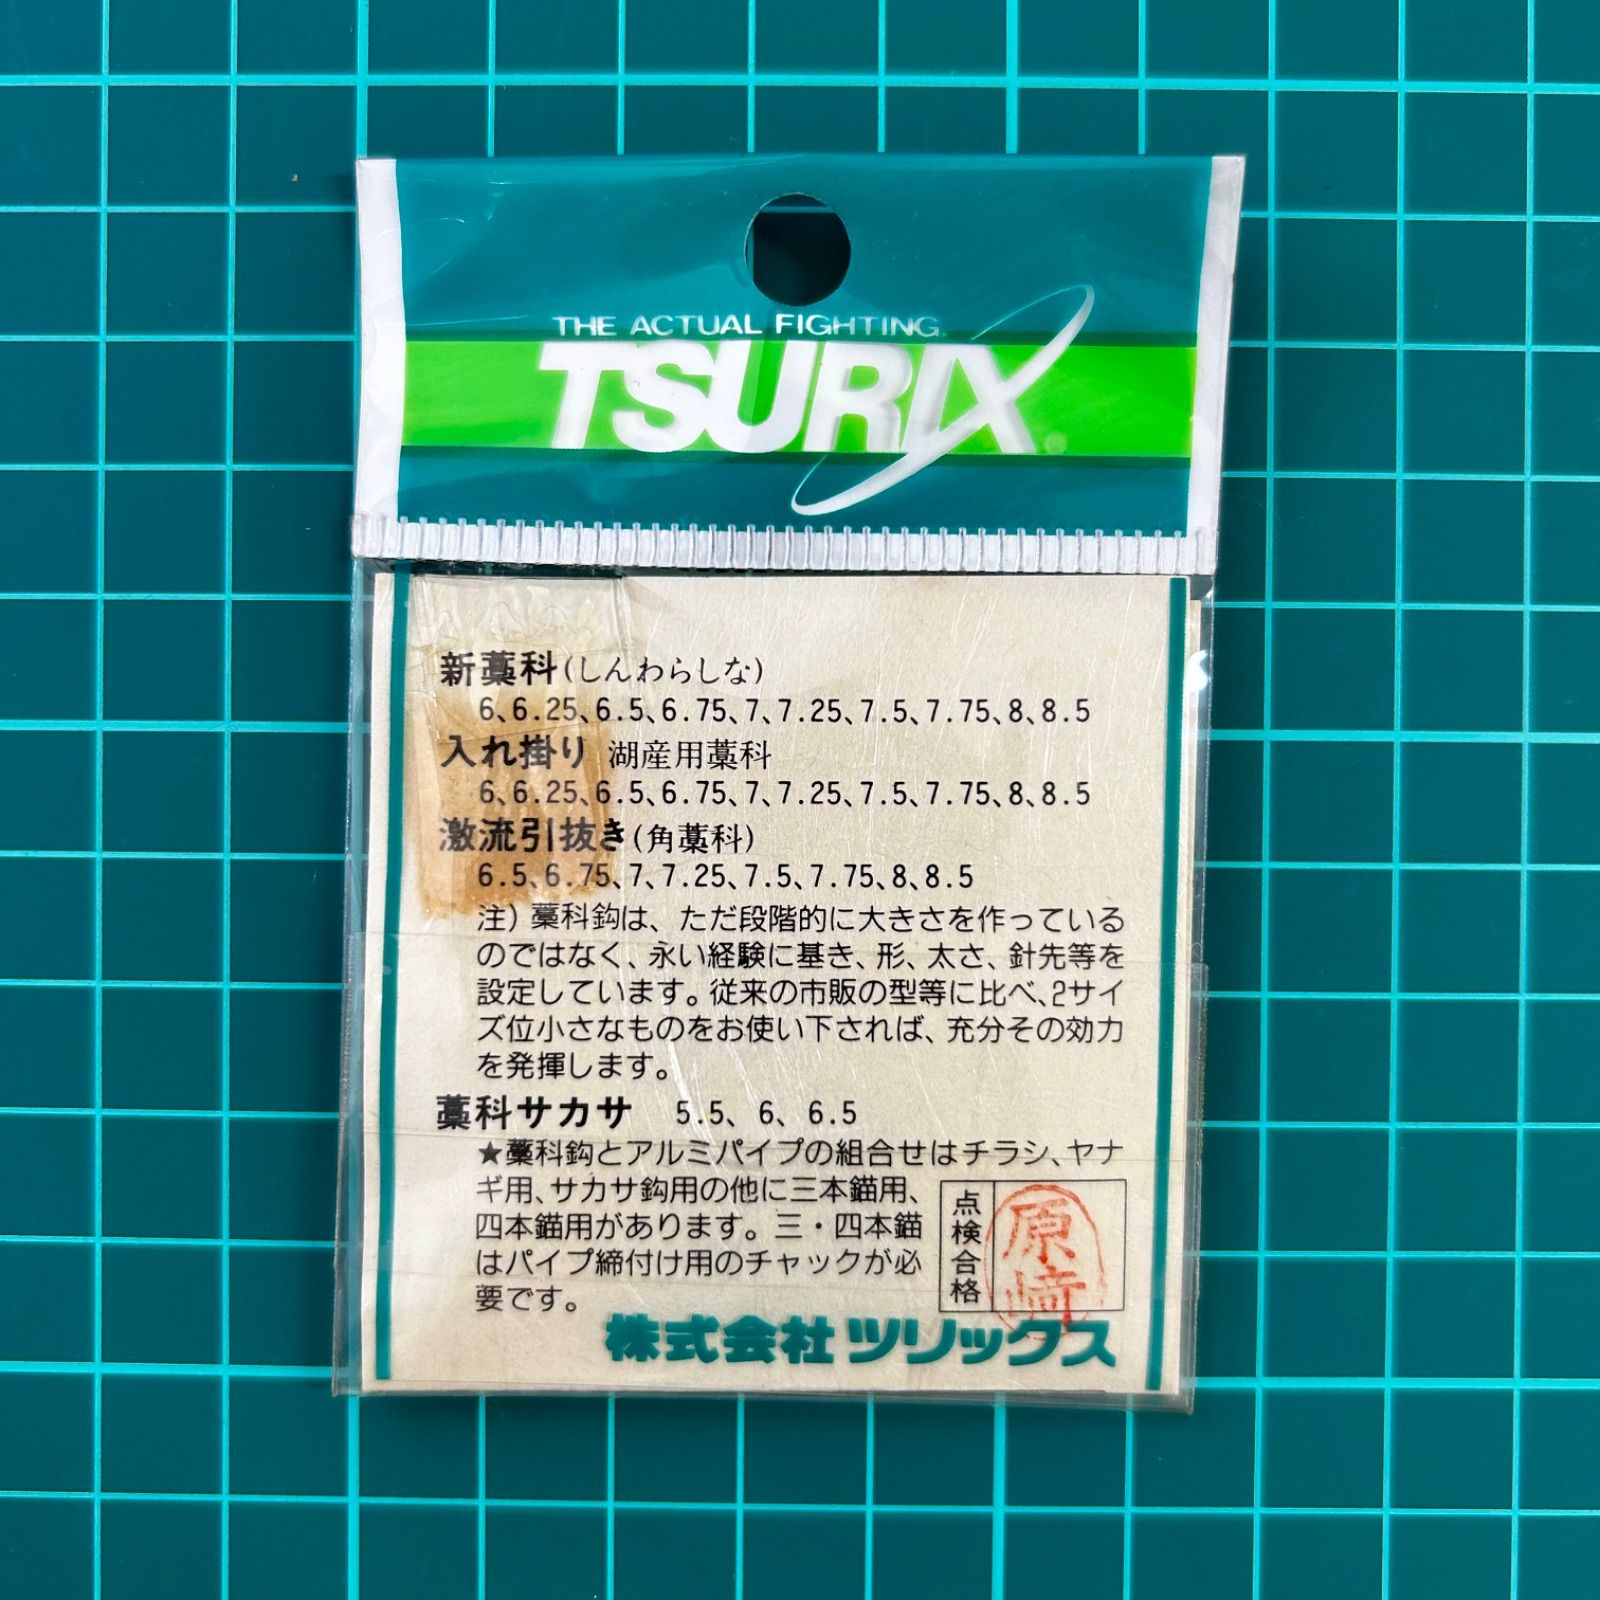 THE ACTUAL FIGHTING.
TSURIX®
新藁科(しんわらしな)
6、6.25、6.5、6.75、7、7.25、7.5、7.75、8、8.5
入れ掛り 湖産用藁科
6、6.25、6.5、6.75、7、7.25、7.5、7.75、8、8.5
激流引抜き(角藁科)
6.5、6.75、7、7.25、7.5、7.75、8、8.5
注)藁科鈎は、ただ段階的に大きさを作っている
のではなく、永い経験に基き、形、太さ、針先等を
設定しています。従来の市販の型等に比べ、2サイ
ズ位小さなものをお使い下されば、充分その効力
を発揮します。
藁科サカサ 5.5、6、6.5
★藁科鈎とアルミパイプの組合せはチラシ、ヤナ
ギ用、サカサ鈎用の他に三本錨用、
四本錨用があります。三・四本錨
はパイプ締付け用のチャックが必
要です。
点検合格
原崎
株式会社ツリックス